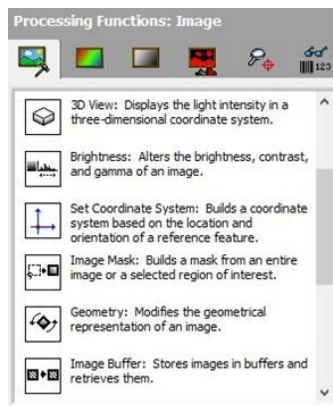 Processing Functions: Image
123
3D View: Displays the light intensity in a
three-dimensional coordinate system.
Brightness: Alters the brightness, contrast,
and gamma of an image.
Set Coordinate System: Builds a coordinate
system based on the location and
orientation of a reference feature.
Image Mask: Builds a mask from an entire
image or a selected region of interest.
Geometry: Modifies the geometrical
representation of an image.
Image Buffer: Stores images in buffers and
retrieves them.